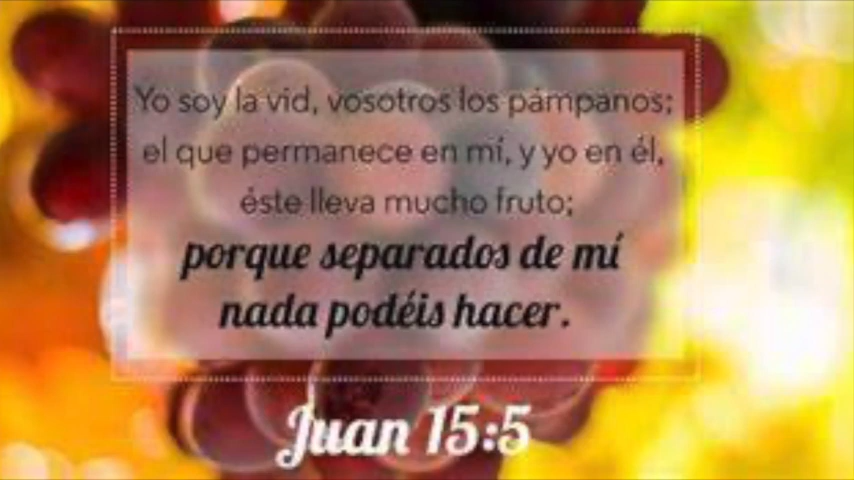 Yo soy la vid, vosotros los pámpanos;
el que permanece en mí, y yo en él,
éste lleva mucho fruto;
porque separados de mí
nada podéis hacer.
Juan 15:5